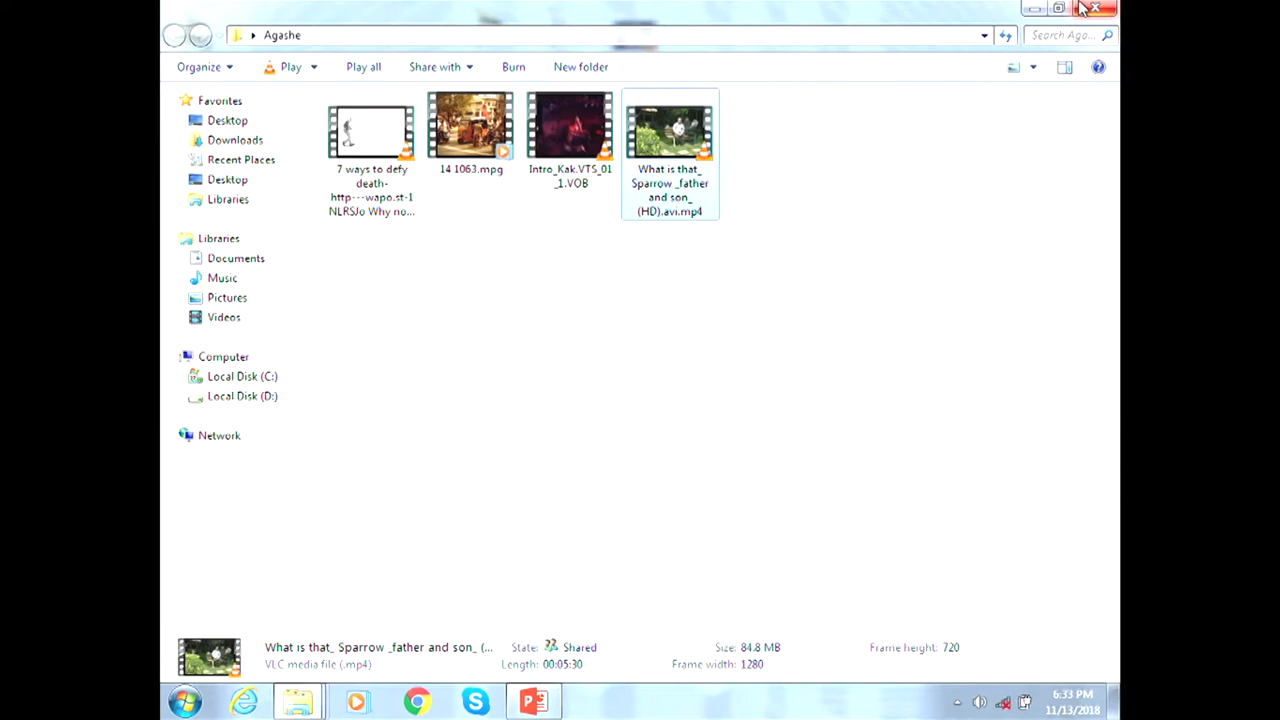 Agashe
Search Ago...
Organize
Play
Play all
Share with
Burn
New folder
Favorites
Desktop
Downloads
Recent Places
Desktop
Libraries
Libraries
Documents
Music
Pictures
Videos
Computer
Local Disk (C:)
Local Disk (D:)
Network
7 ways to defy
death-
http---wapo.st-1
NLRSJo Why no...
14 1063.mpg
Intro_Kak.VTS_01
_1.VOB
What is that_
Sparrow _father
and son_
(HD).avi.mp4
What is that_ Sparrow _father and son_ (...
VLC media file (.mp4)
State: Shared
Length: 00:05:30
Size: 84.8 MB
Frame width: 1280
Frame height: 720
6:33 PM
11/13/2018